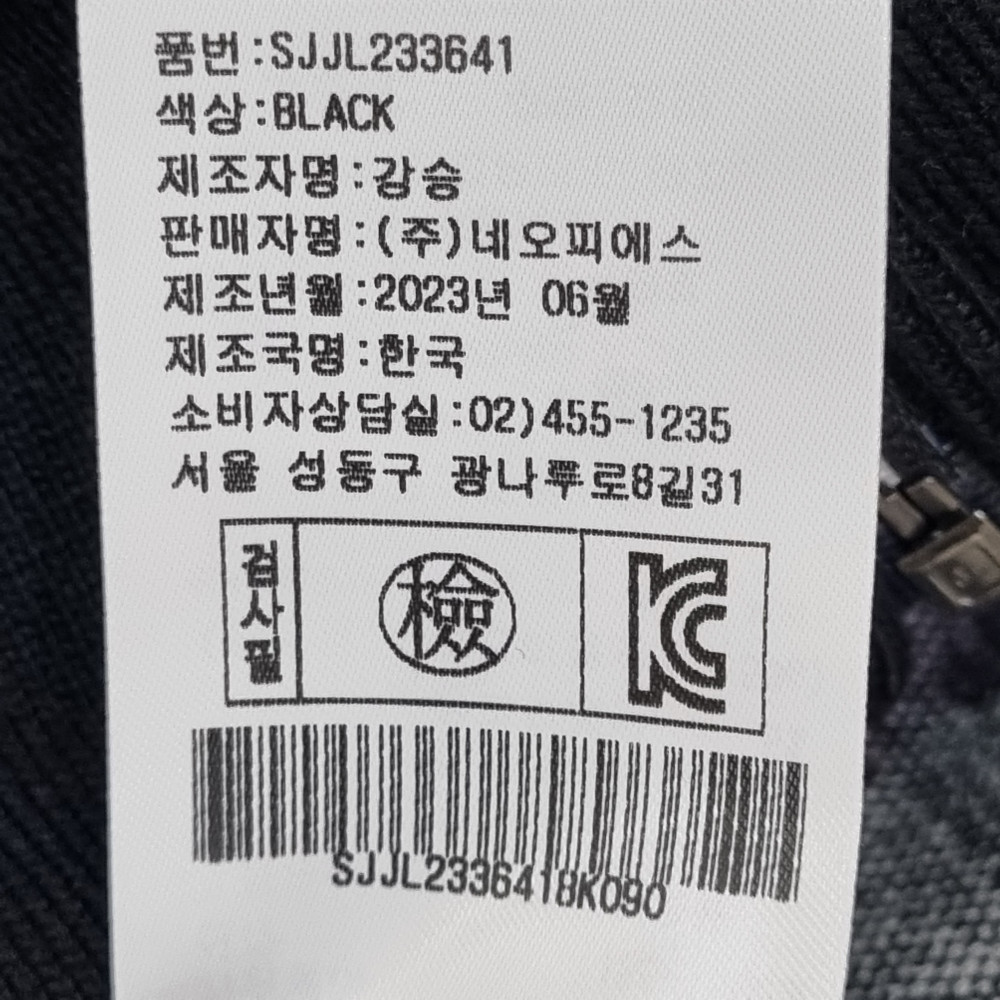 품번:SJJL233641
색상:BLACK
제조자명:강승
판매자명:(주)네오피에스
제조년월:2023년 06월
제조국명:한국
소비자상담실:02)455-1235
서울 성동구 광나루로8길31
검사필
檢
KC
SJJL233641BK090